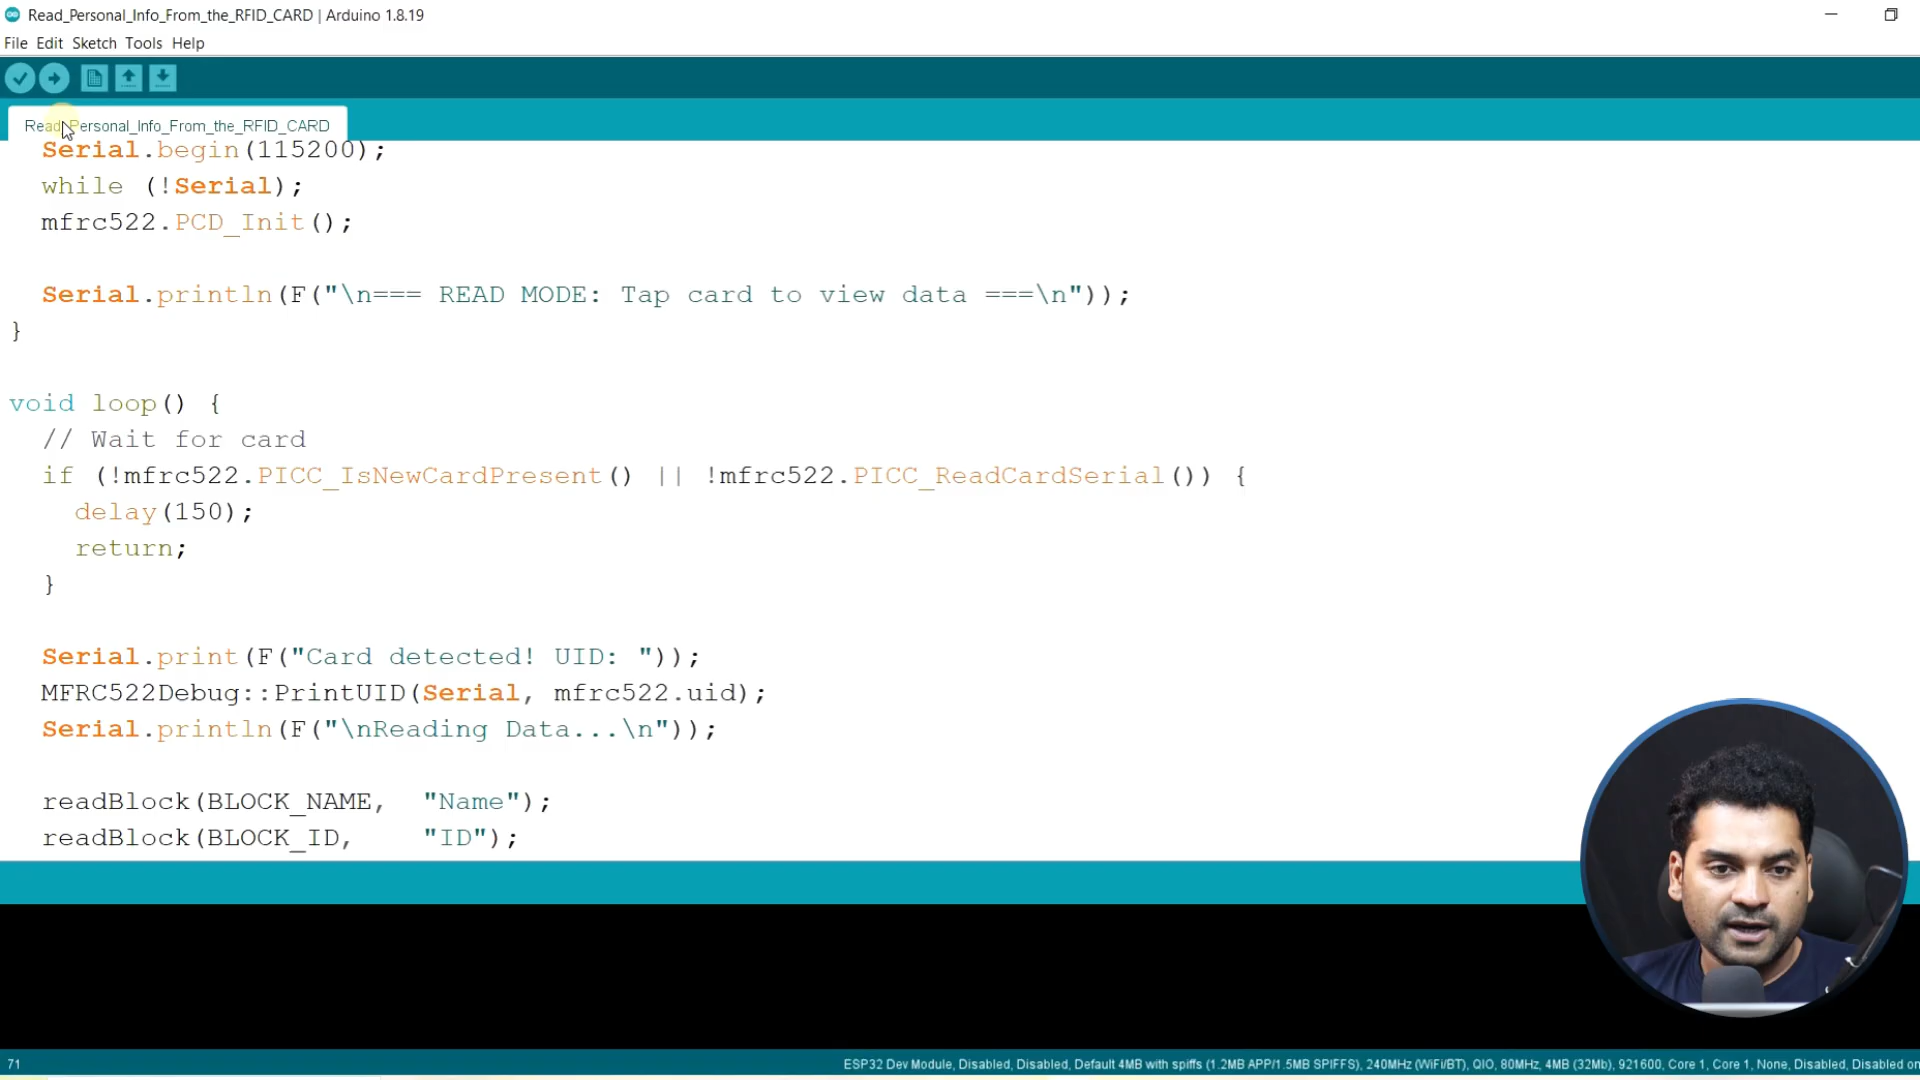 Read_Personal_Info_From_the_RFID_CARD | Arduino 1.8.19
File Edit Sketch Tools Help
Read_Personal_Info_From_the_RFID_CARD
Serial.begin(115200);
while (!Serial);
mfrc522.PCD_Init();
Serial.println(F("\n=== READ MODE: Tap card to view data ===\n"));
}
void loop() {
// Wait for card
if (!mfrc522.PICC_IsNewCardPresent() || !mfrc522.PICC_ReadCardSerial()) {
delay(150);
return;
}
Serial.print(F("Card detected! UID: "));
MFRC522Debug::PrintUID(Serial, mfrc522.uid);
Serial.println(F("\nReading Data...\n"));
readBlock(BLOCK_NAME, "Name");
readBlock(BLOCK_ID, "ID");
71
ESP32 Dev Module, Disabled, Disabled, Default 4MB with spiffs (1.2MB APP/1.5MB SPIFFS), 240MHz (WiFi/BT), QIO, 80MHz, 4MB (32Mb), 921600, Core 1, Core 1, None, Disabled, Disabled on